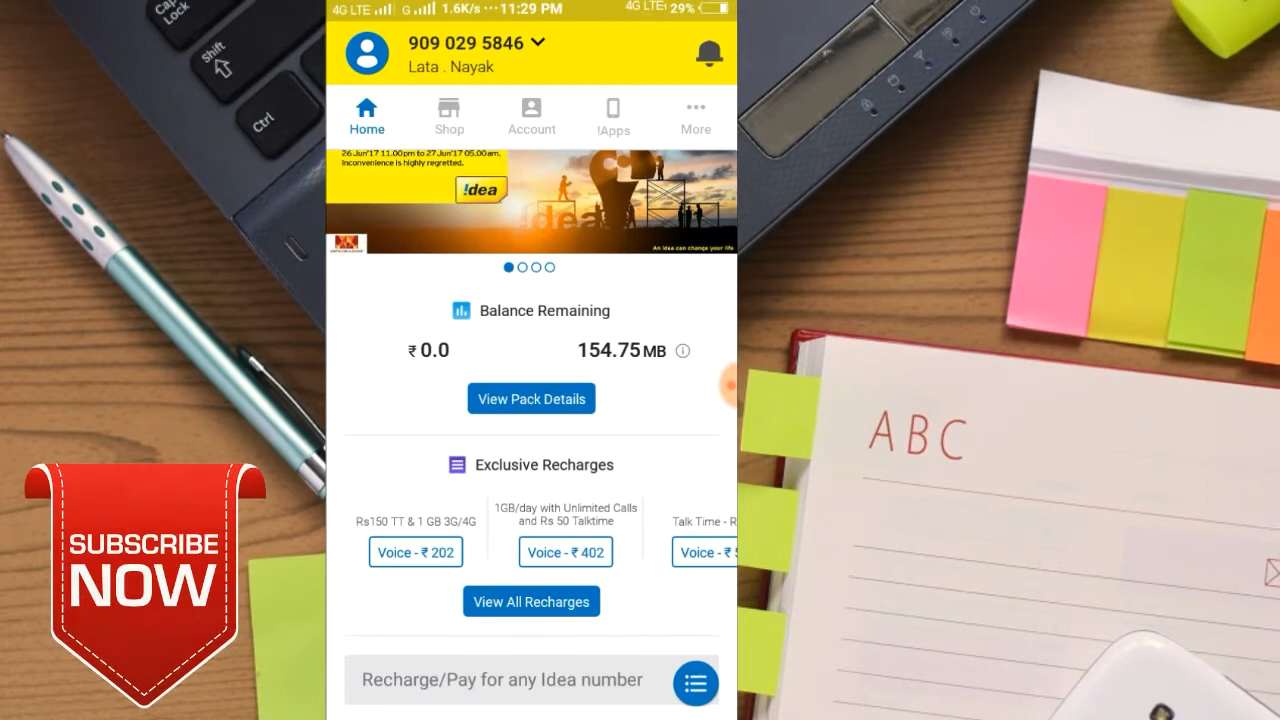 Caps
Lock
Shift
Ctrl
4G LTE G 1.6K/s 11:29 PM 4G LTE 29%
909 029 5846
Lata . Nayak
Home Shop Account !Apps More
26 Jun'17 11.00pm to 27 Jun'17 05.00am.
Inconvenience is highly regretted.
!dea
idea
An idea can change your life
Balance Remaining
₹ 0.0 154.75 MB
View Pack Details
Exclusive Recharges
Rs150 TT & 1 GB 3G/4G
1GB/day with Unlimited Calls
and Rs 50 Talktime
Talk Time - R
Voice - ₹ 202 Voice - ₹ 402 Voice - ₹ 5
View All Recharges
Recharge/Pay for any Idea number
SUBSCRIBE
NOW
ABC